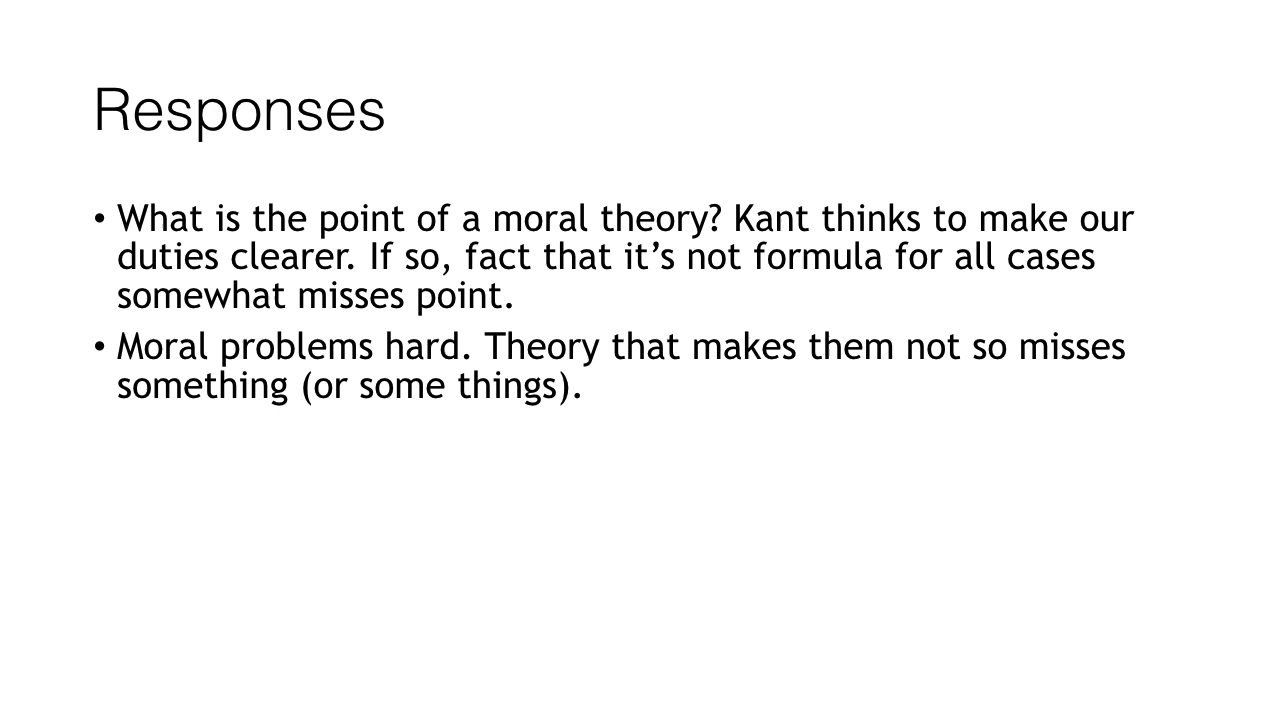 Responses
• What is the point of a moral theory? Kant thinks to make our
duties clearer. If so, fact that it’s not formula for all cases
somewhat misses point.
• Moral problems hard. Theory that makes them not so misses
something (or some things).